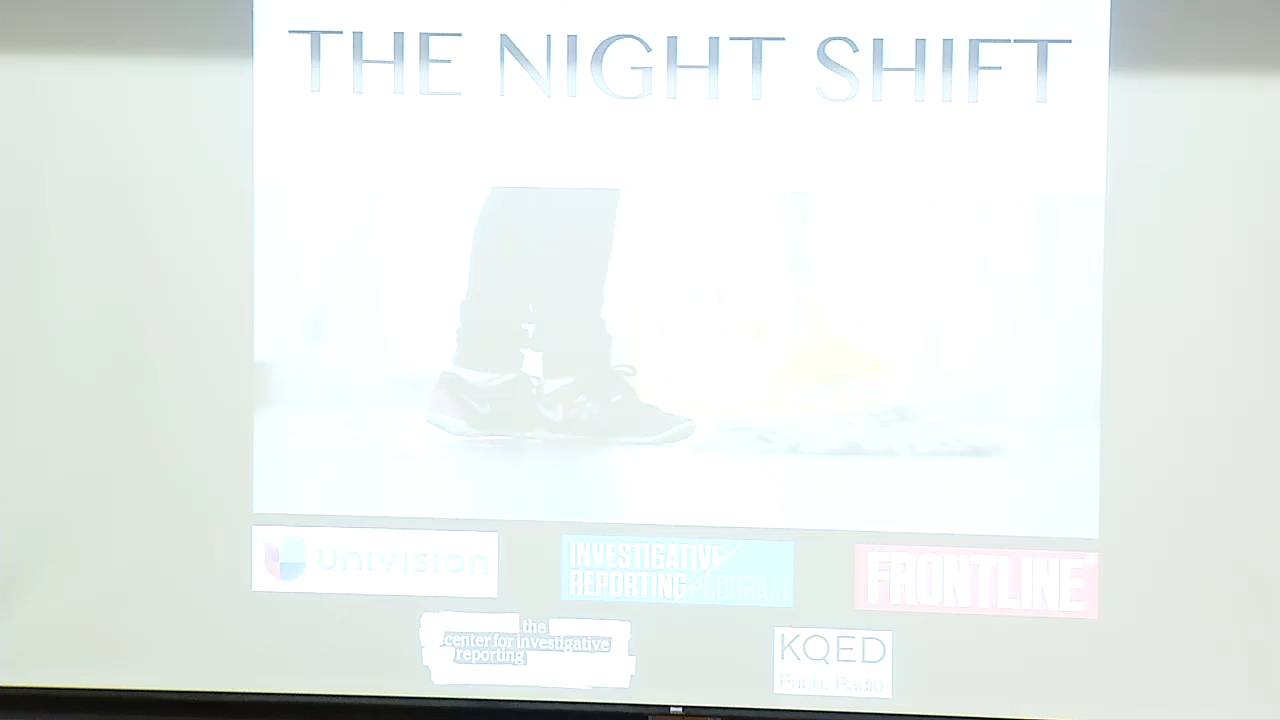 THE NIGHT SHIFT
univision
INVESTIGATIVE
REPORTING PROGRAM
FRONTLINE
the
center for investigative
reporting
KQED
Public Radio